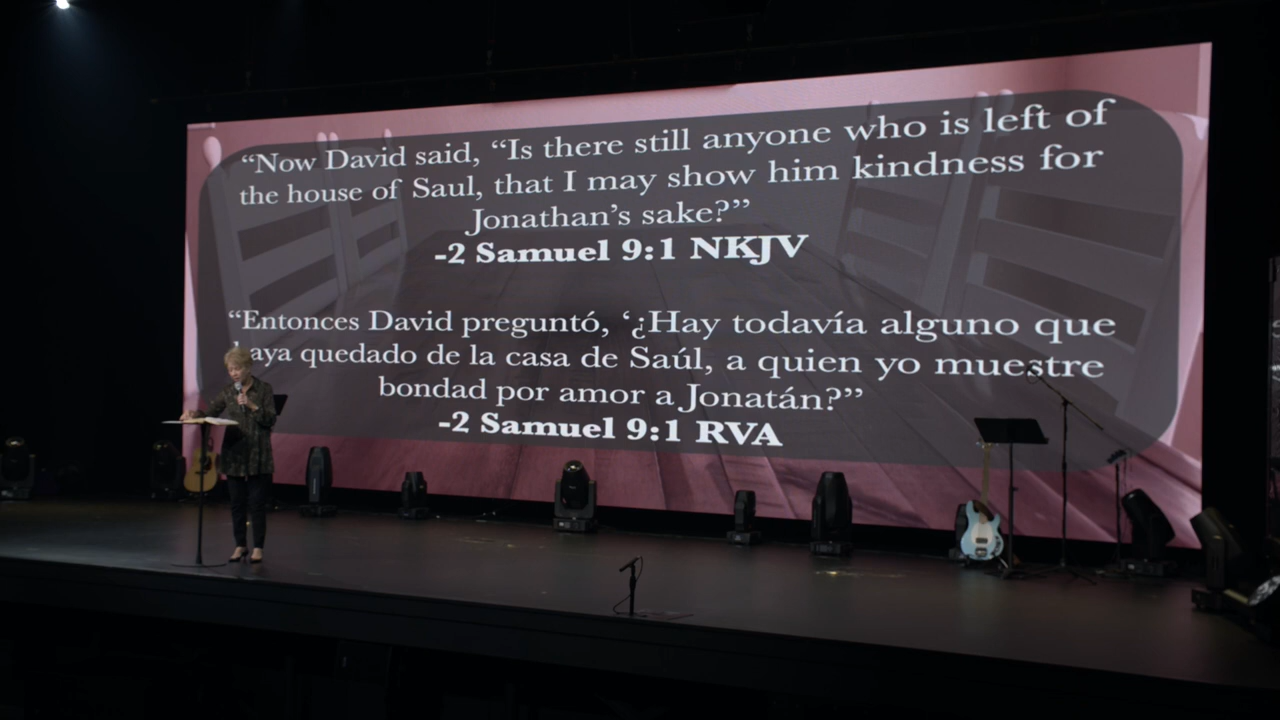 “Now David said, “Is there still anyone who is left of
the house of Saul, that I may show him kindness for
Jonathan’s sake?”
-2 Samuel 9:1 NKJV
“Entonces David preguntó, ‘¿Hay todavía alguno que
haya quedado de la casa de Saúl, a quien yo muestre
bondad por amor a Jonatán?’”
-2 Samuel 9:1 RVA